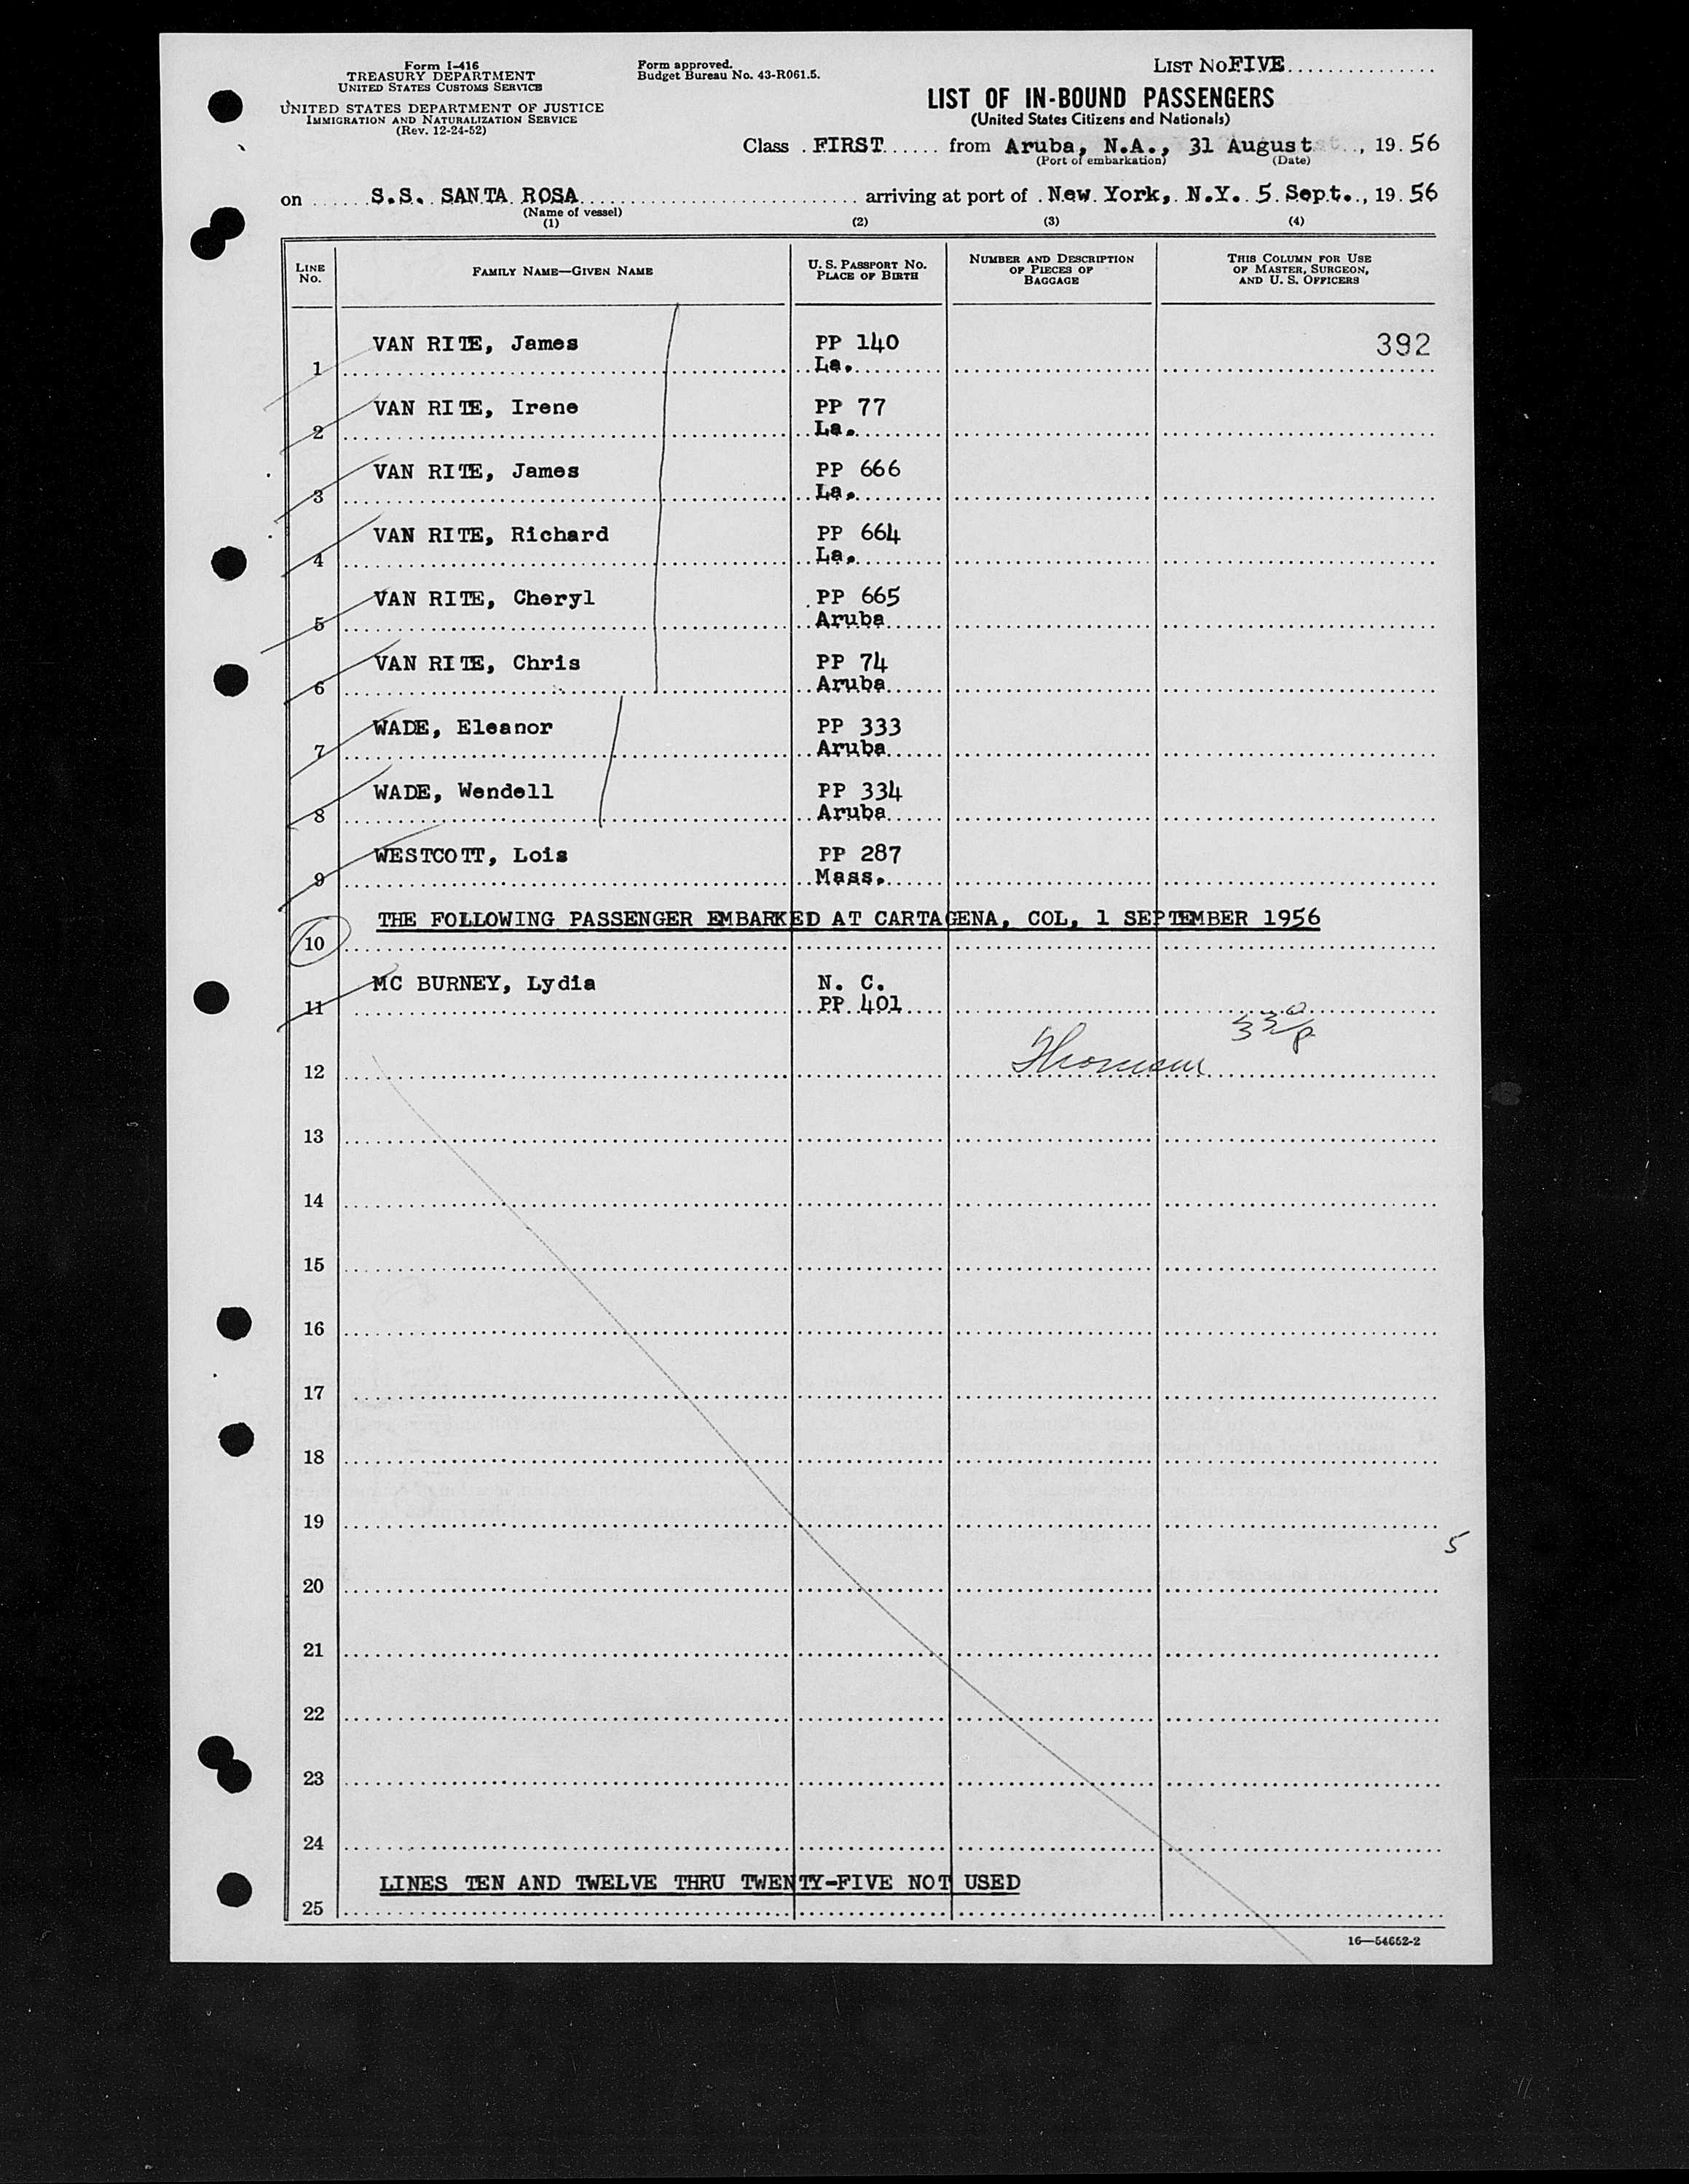 Form I-416
TREASURY DEPARTMENT
UNITED STATES CUSTOMS SERVICE
UNITED STATES DEPARTMENT OF JUSTICE
IMMIGRATION AND NATURALIZATION SERVICE
(Rev. 12-24-52)
Form approved.
Budget Bureau No. 43-R061.5.
LIST No FIVE
LIST OF IN-BOUND PASSENGERS
(United States Citizens and Nationals)
Class FIRST from Aruba, N.A., 31 August, 19 56
(Port of embarkation) (Date)
on S.S. SANTA ROSA arriving at port of New York, N.Y. 5 Sept., 19 56
(Name of vessel)
(1) (2) (3) (4)
LINE No. FAMILY NAME—GIVEN NAME U. S. PASSPORT No. PLACE OF BIRTH NUMBER AND DESCRIPTION OF PIECES OF BAGGAGE THIS COLUMN FOR USE OF MASTER, SURGEON, AND U. S. OFFICERS
VAN RITE, James PP 140 392
1 La.
VAN RITE, Irene PP 77
2 La.
VAN RITE, James PP 666
3 La.
VAN RITE, Richard PP 664
4 La.
VAN RITE, Cheryl PP 665
5 Aruba
VAN RITE, Chris PP 74
6 Aruba
WADE, Eleanor PP 333
7 Aruba
WADE, Wendell PP 334
8 Aruba
WESTCOTT, Lois PP 287
9 Mass.
THE FOLLOWING PASSENGER EMBARKED AT CARTAGENA, COL, 1 SEPTEMBER 1956
10
MC BURNEY, Lydia N. C.
11 PP 401
12
13
14
15
16
17
18
19
5
20
21
22
23
24
LINES TEN AND TWELVE THRU TWENTY-FIVE NOT USED
25
16—54652-2